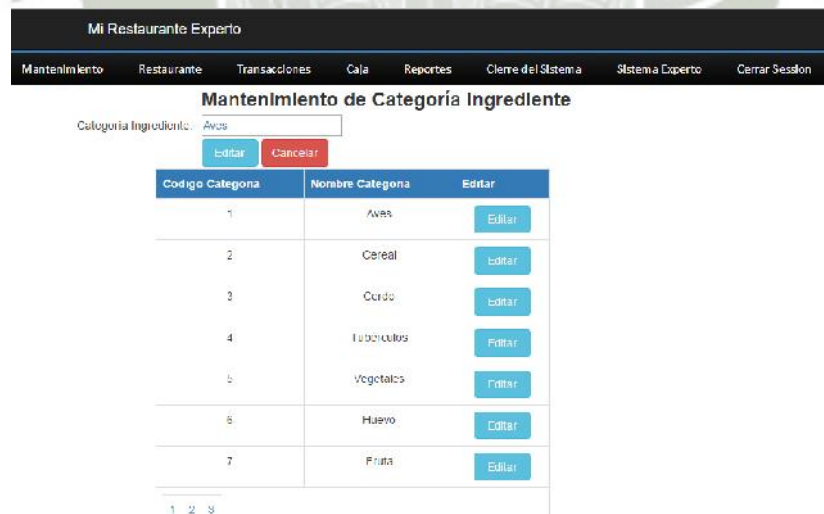 Mi Restaurante Experto
Mantenimiento Restaurante Transacciones Caja Reportes Cierre del Sistema Sistema Experto Cerrar Session
Mantenimiento de Categoría Ingrediente
Categoria Ingrediente: Aves
Editar Cancelar
Codigo Categoria Nombre Categoria Editar
1 Aves Editar
2 Cereal Editar
3 Cerdo Editar
4 Tuberculos Editar
5 Vegetales Editar
6 Huevo Editar
7 Fruta Editar
1 2 3